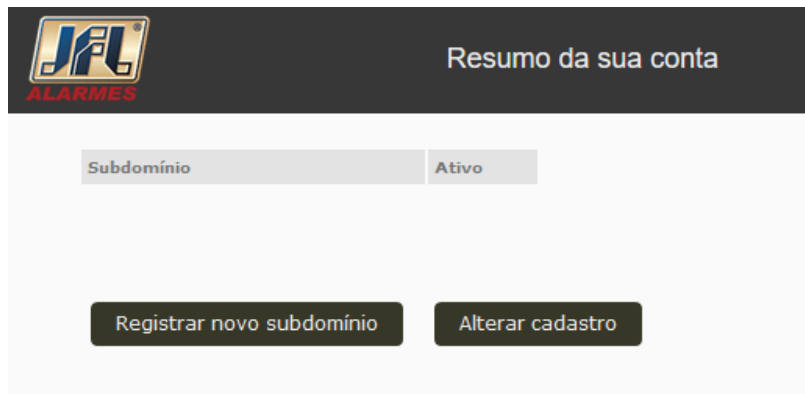 JFL®
ALARMES
Resumo da sua conta
Subdomínio Ativo
Registrar novo subdomínio Alterar cadastro